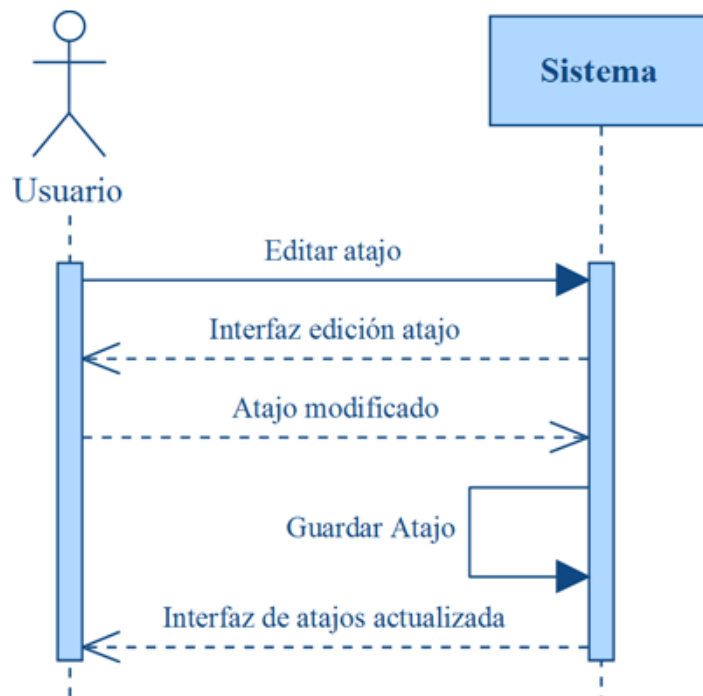 Sistema
Usuario
Editar atajo
Interfaz edición atajo
Atajo modificado
Guardar Atajo
Interfaz de atajos actualizada